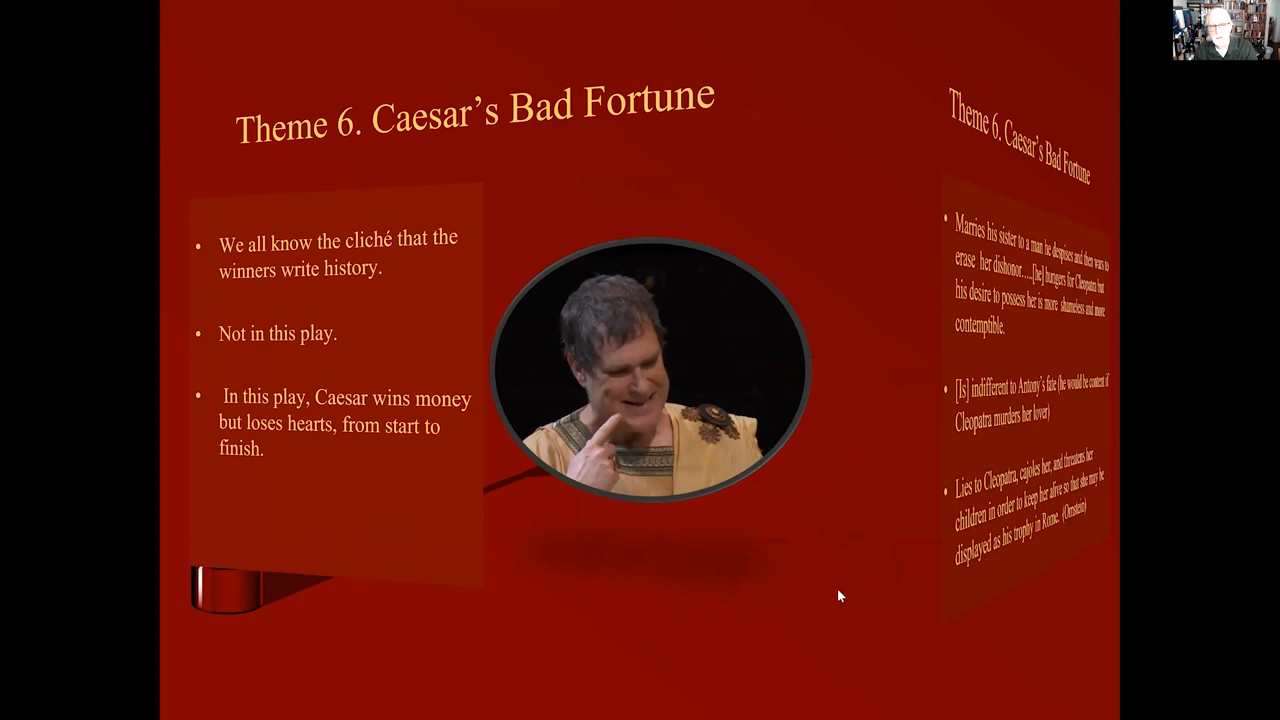 Theme 6. Caesar's Bad Fortune
• We all know the cliché that the
winners write history.
• Not in this play.
• In this play, Caesar wins money
but loses hearts, from start to
finish.
Theme 6. Caesar's Bad Fortune
• Marries his sister to a man he despises and then wars to
erase her dishonor…..[he] hungers for Cleopatra but
his desire to possess her is more shameless and more
contemptible.
• [Is] indifferent to Antony's fate (he would be content if
Cleopatra murders her lover)
• Lies to Cleopatra, cajoles her, and threatens her
children in order to keep her alive so that she may be
displayed as his trophy in Rome. (Ornstein)